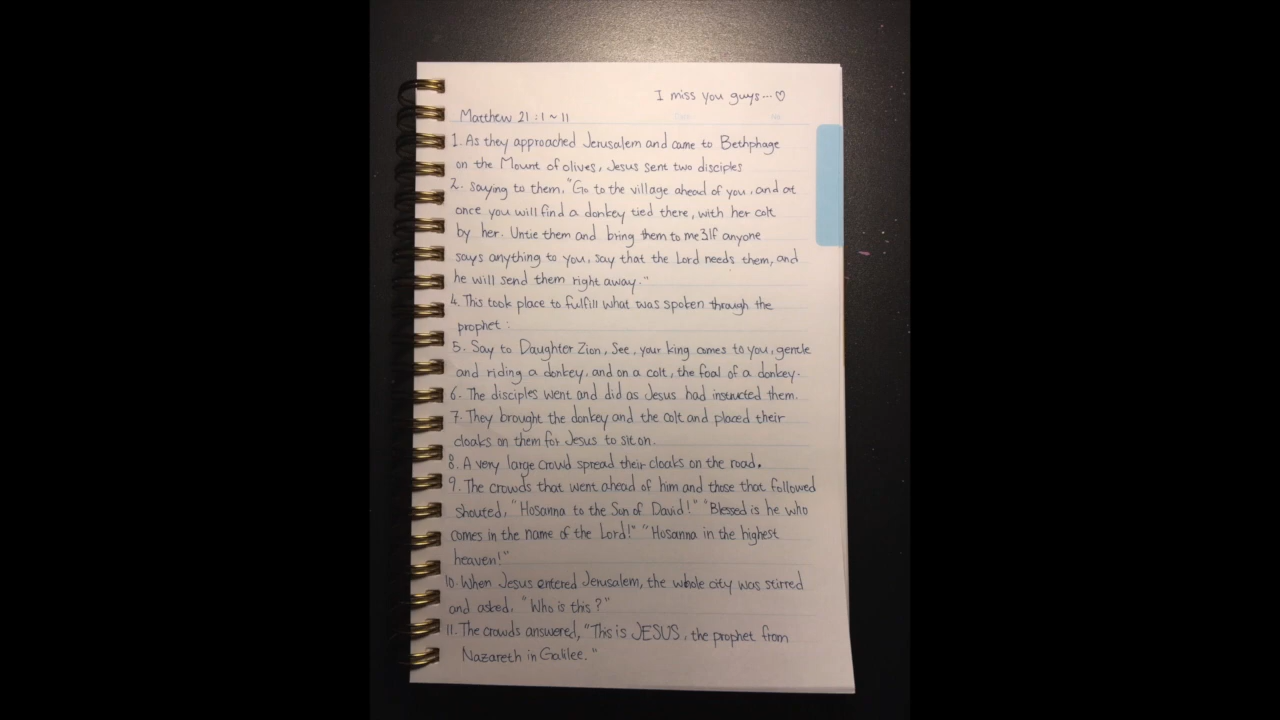 I miss you guys...♡
Matthew 21:1~11
1. As they approached Jerusalem and came to Bethphage
on the Mount of olives, Jesus sent two disciples
2. saying to them, "Go to the village ahead of you, and at
once you will find a donkey tied there, with her colt
by her. Untie them and bring them to me 3 If anyone
says anything to you, say that the Lord needs them, and
he will send them right away."
4. This took place to fulfill what was spoken through the
prophet :
5. Say to Daughter Zion, See, your king comes to you, gentle
and riding a donkey, and on a colt, the foal of a donkey.
6. The disciples went and did as Jesus had instructed them.
7. They brought the donkey and the colt and placed their
cloaks on them for Jesus to sit on.
8. A very large crowd spread their cloaks on the road.
9. The crowds that went ahead of him and those that followed
shouted, "Hosanna to the Son of David!" "Blessed is he who
comes in the name of the Lord!" "Hosanna in the highest
heaven!"
10. When Jesus entered Jerusalem, the whole city was stirred
and asked, "Who is this?"
11. The crowds answered, "This is JESUS, the prophet from
Nazareth in Galilee."